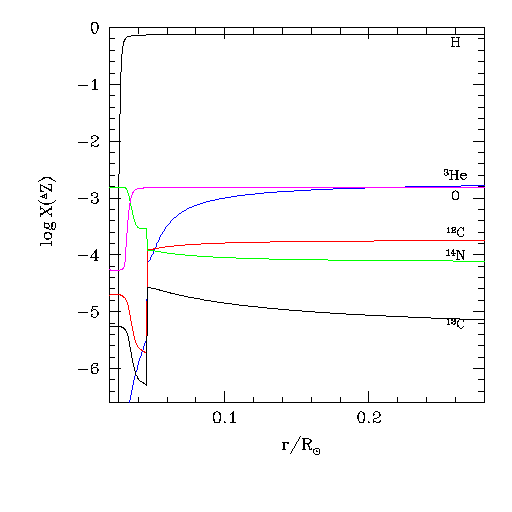 0
H
−1
−2
³He
−3
O
log X(ᴬZ)
¹²C
−4
¹⁴N
−5
¹³C
−6
0.1
0.2
r/R☉